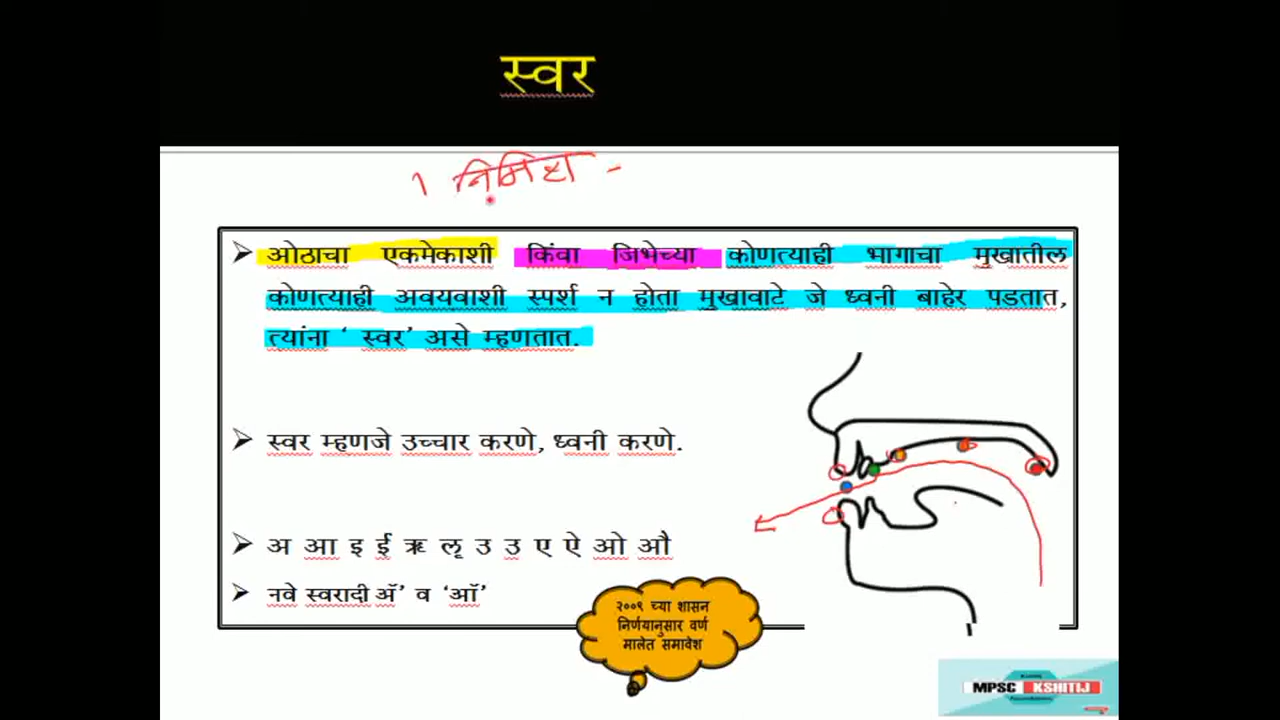 स्वर
१ निमिष -
ओठाचा एकमेकाशी किंवा जिभेच्या कोणत्याही भागाचा मुखातील
कोणत्याही अवयवाशी स्पर्श न होता मुखावाटे जे ध्वनी बाहेर पडतात,
त्यांना ‘ स्वर’ असे म्हणतात.
स्वर म्हणजे उच्चार करणे, ध्वनी करणे.
अ आ इ ई ऋ लृ उ उ ए ऐ ओ औ
नवे स्वरादी अ‍ॅ’ व ‘ऑ’
२००९ च्या शासन
निर्णयानुसार वर्ण
मालेत समावेश
MPSC KSHITIJ